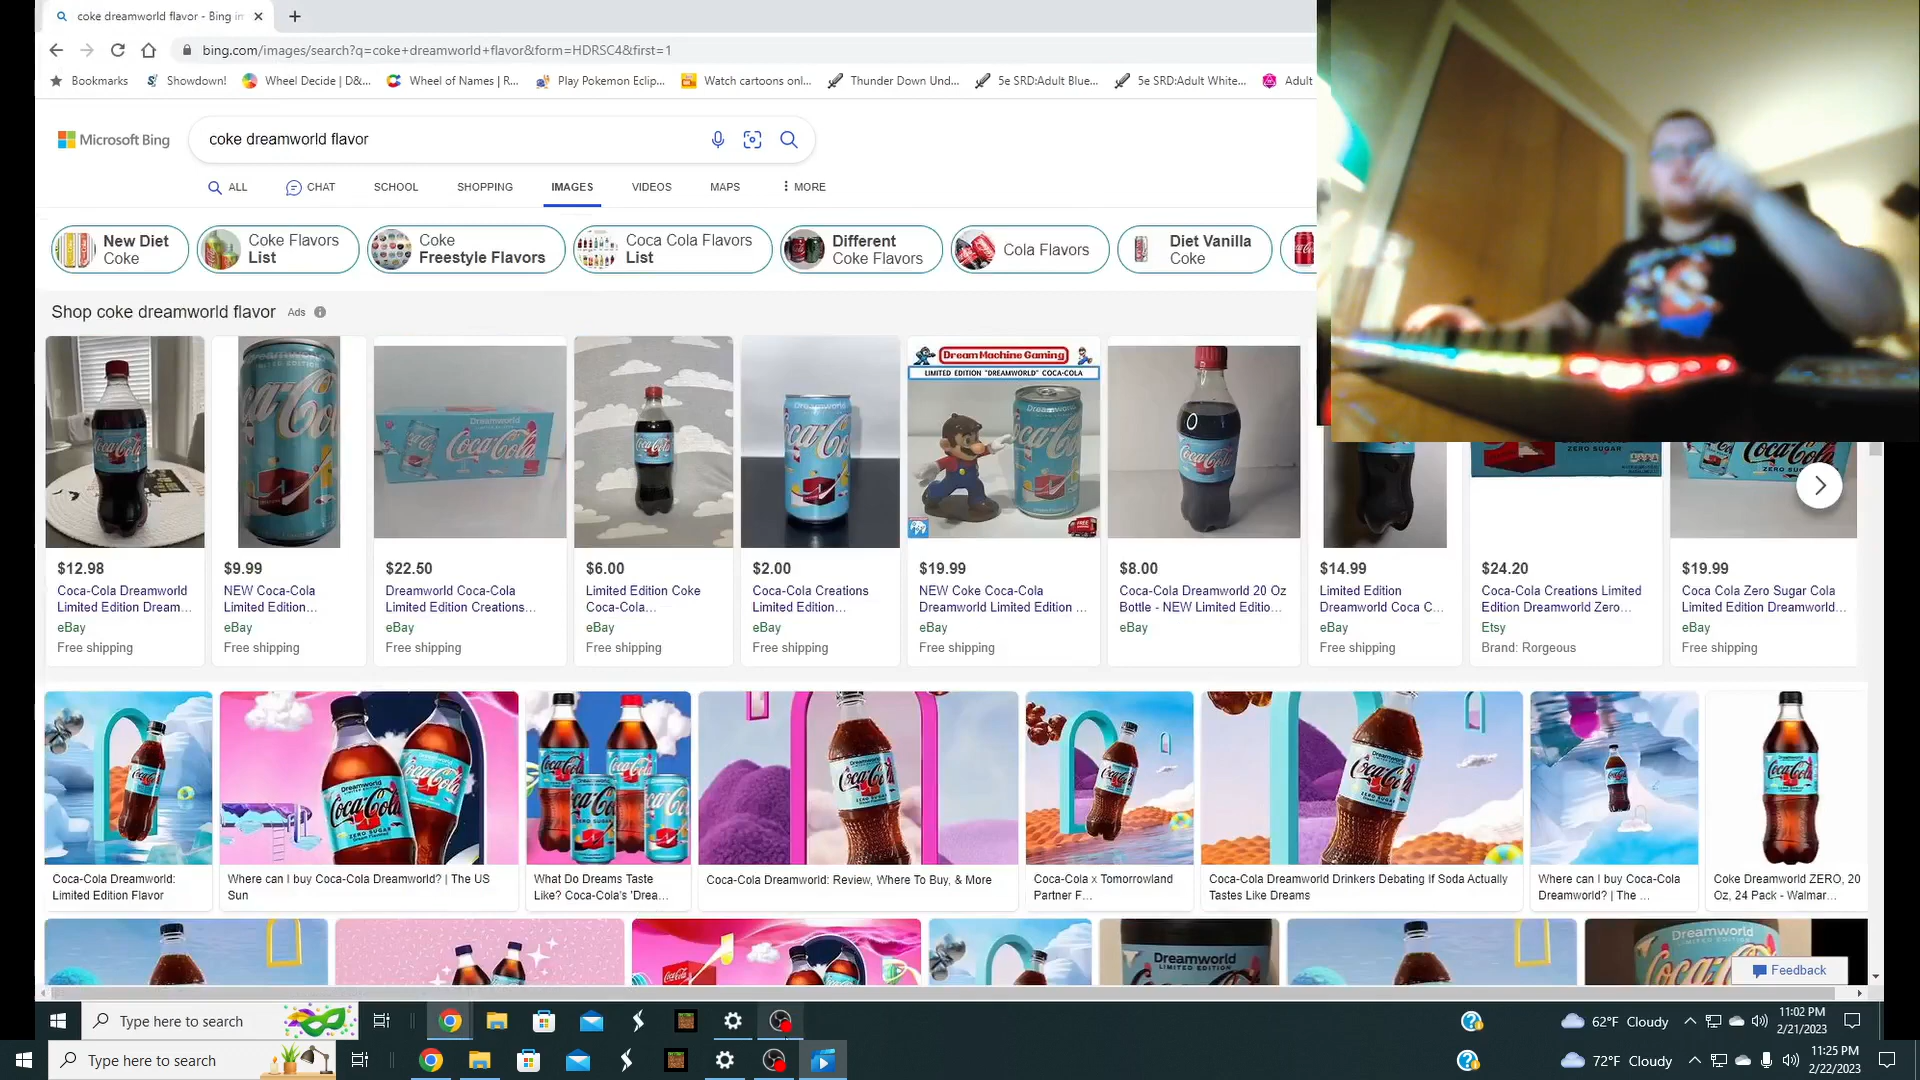 coke dreamworld flavor - Bing im
bing.com/images/search?q=coke+dreamworld+flavor&form=HDRSC4&first=1
Bookmarks
Showdown!
Wheel Decide | D&...
Wheel of Names | R...
Play Pokemon Eclip...
Watch cartoons onl...
Thunder Down Und...
5e SRD:Adult Blue...
5e SRD:Adult White...
Adult
Microsoft Bing
coke dreamworld flavor
ALL
CHAT
SCHOOL
SHOPPING
IMAGES
VIDEOS
MAPS
MORE
New Diet
Coke
Coke Flavors
List
Coke
Freestyle Flavors
Coca Cola Flavors
List
Different
Coke Flavors
Cola Flavors
Diet Vanilla
Coke
Shop coke dreamworld flavor Ads
Dream Machine Gaming
LIMITED EDITION "DREAMWORLD" COCA-COLA
$12.98
Coca-Cola Dreamworld
Limited Edition Dream...
eBay
Free shipping
$9.99
NEW Coca-Cola
Limited Edition...
eBay
Free shipping
$22.50
Dreamworld Coca-Cola
Limited Edition Creations...
eBay
Free shipping
$6.00
Limited Edition Coke
Coca-Cola...
eBay
Free shipping
$2.00
Coca-Cola Creations
Limited Edition...
eBay
Free shipping
$19.99
NEW Coke Coca-Cola
Dreamworld Limited Edition ...
eBay
Free shipping
$8.00
Coca-Cola Dreamworld 20 Oz
Bottle - NEW Limited Editio...
eBay
$14.99
Limited Edition
Dreamworld Coca C...
eBay
Free shipping
$24.20
Coca-Cola Creations Limited
Edition Dreamworld Zero...
Etsy
Brand: Rorgeous
$19.99
Coca Cola Zero Sugar Cola
Limited Edition Dreamworld...
eBay
Free shipping
Coca-Cola Dreamworld:
Limited Edition Flavor
Where can I buy Coca-Cola Dreamworld? | The US
Sun
What Do Dreams Taste
Like? Coca-Cola's 'Drea...
Coca-Cola Dreamworld: Review, Where To Buy, & More
Coca-Cola x Tomorrowland
Partner F...
Coca-Cola Dreamworld Drinkers Debating If Soda Actually
Tastes Like Dreams
Where can I buy Coca-Cola
Dreamworld? | The ...
Coke Dreamworld ZERO, 20
Oz, 24 Pack - Walmar...
Dreamworld
LIMITED EDITION
Dreamworld
Feedback
Type here to search
62°F Cloudy
11:02 PM
2/21/2023
Type here to search
72°F Cloudy
11:25 PM
2/22/2023